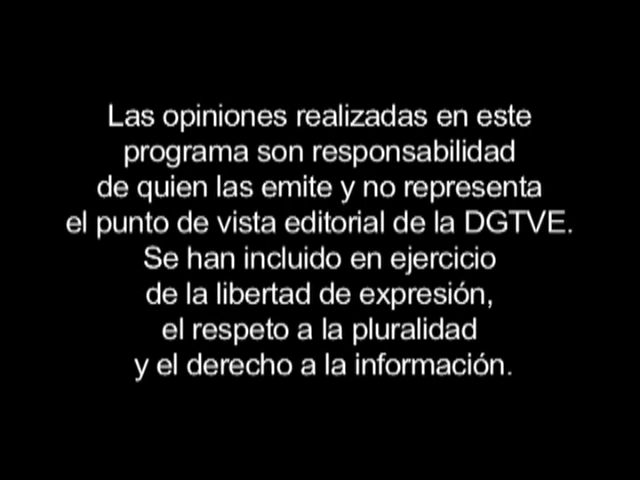 Las opiniones realizadas en este
programa son responsabilidad
de quien las emite y no representa
el punto de vista editorial de la DGTVE.
Se han incluido en ejercicio
de la libertad de expresión,
el respeto a la pluralidad
y el derecho a la información.